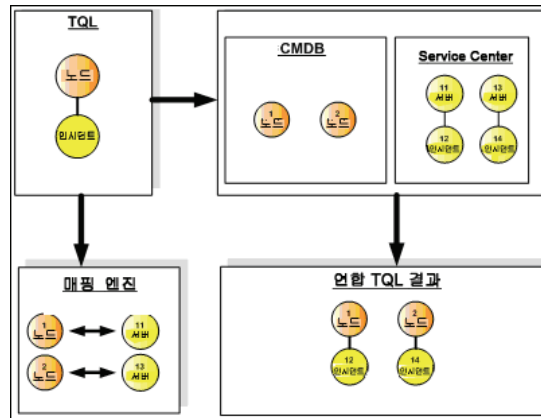 TQL
노드
인시던트
CMDB
1
노드
2
노드
Service Center
11
서버
13
서버
12
인시던트
14
인시던트
매핑 엔진
1
노드
11
서버
2
노드
13
서버
연합 TQL 결과
1
노드
2
노드
12
인시던트
14
인시던트